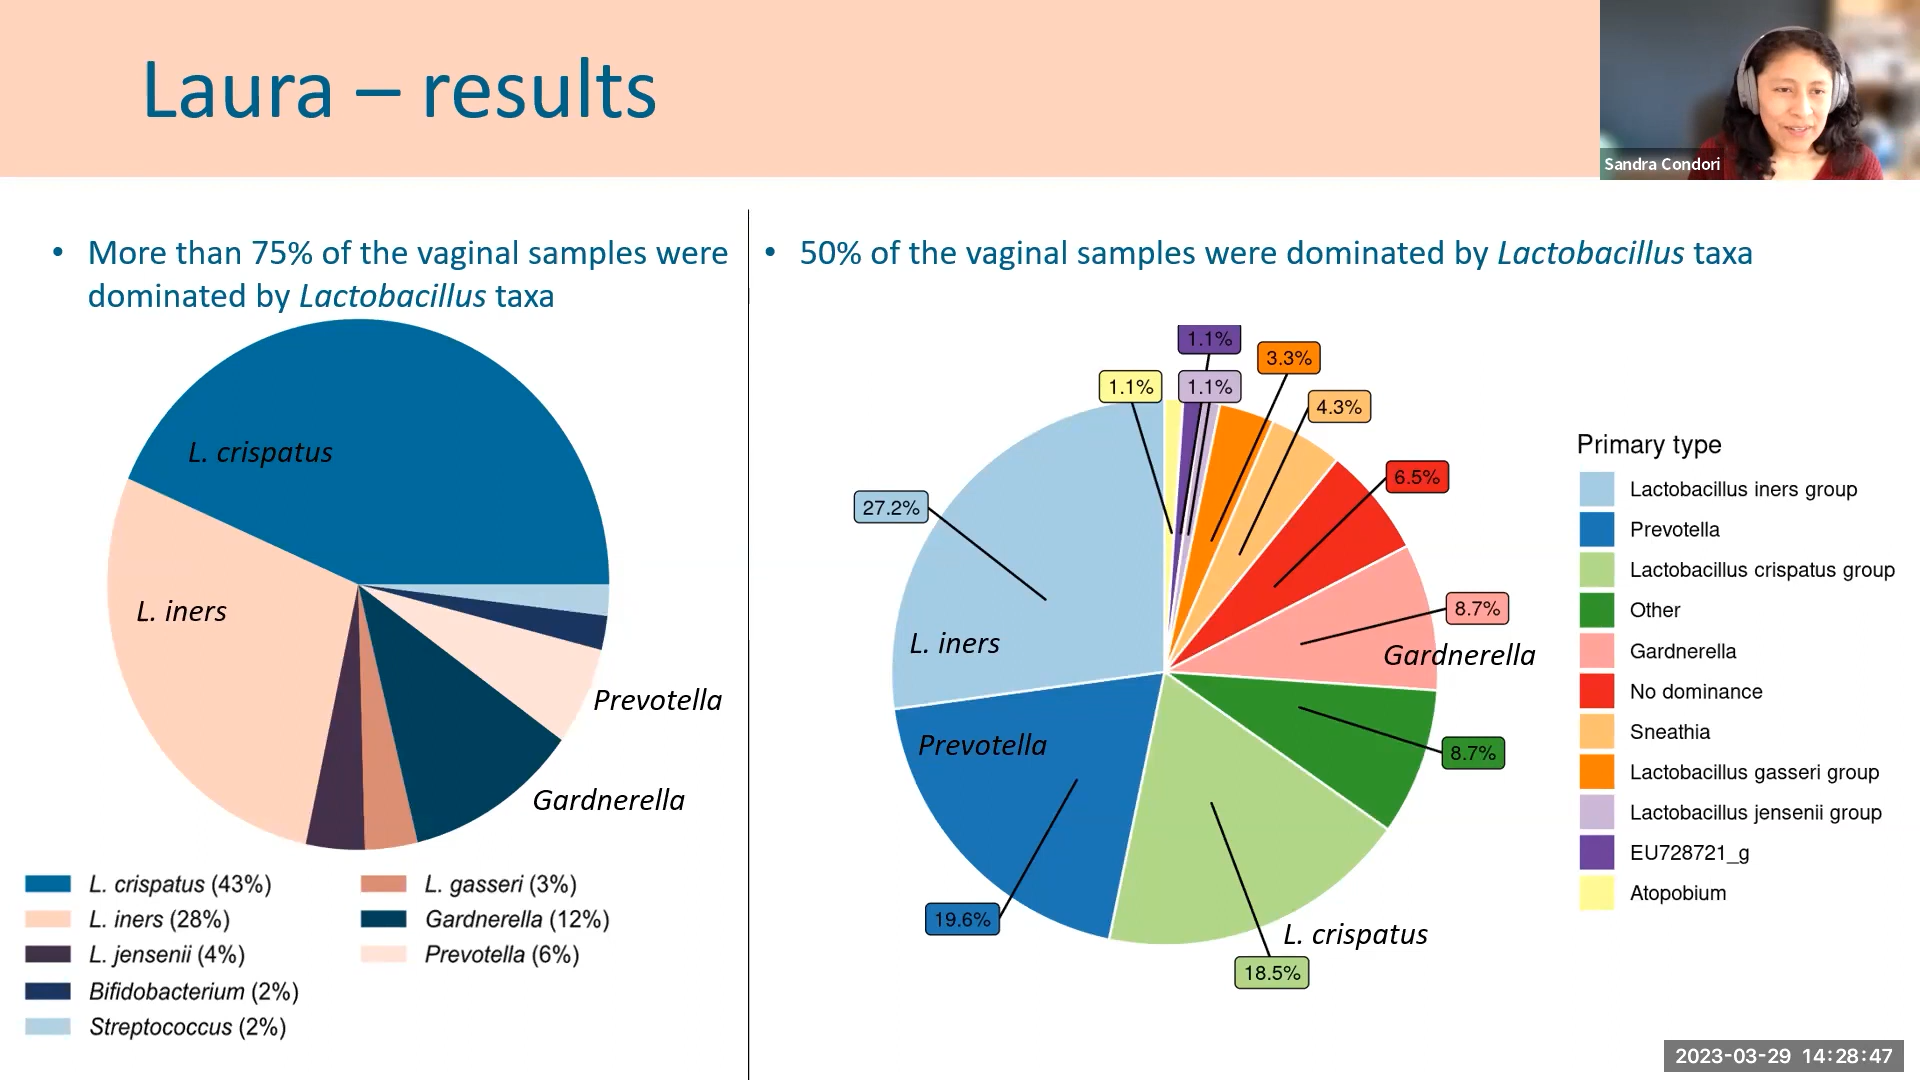 Laura – results
Sandra Condori
• More than 75% of the vaginal samples were
dominated by Lactobacillus taxa
L. crispatus
L. iners
Prevotella
Gardnerella
L. crispatus (43%)
L. iners (28%)
L. jensenii (4%)
Bifidobacterium (2%)
Streptococcus (2%)
L. gasseri (3%)
Gardnerella (12%)
Prevotella (6%)
• 50% of the vaginal samples were dominated by Lactobacillus taxa
1.1%
3.3%
1.1%
1.1%
4.3%
6.5%
27.2%
8.7%
L. iners
Gardnerella
Prevotella
8.7%
19.6%
L. crispatus
18.5%
Primary type
Lactobacillus iners group
Prevotella
Lactobacillus crispatus group
Other
Gardnerella
No dominance
Sneathia
Lactobacillus gasseri group
Lactobacillus jensenii group
EU728721_g
Atopobium
2023-03-29 14:28:47